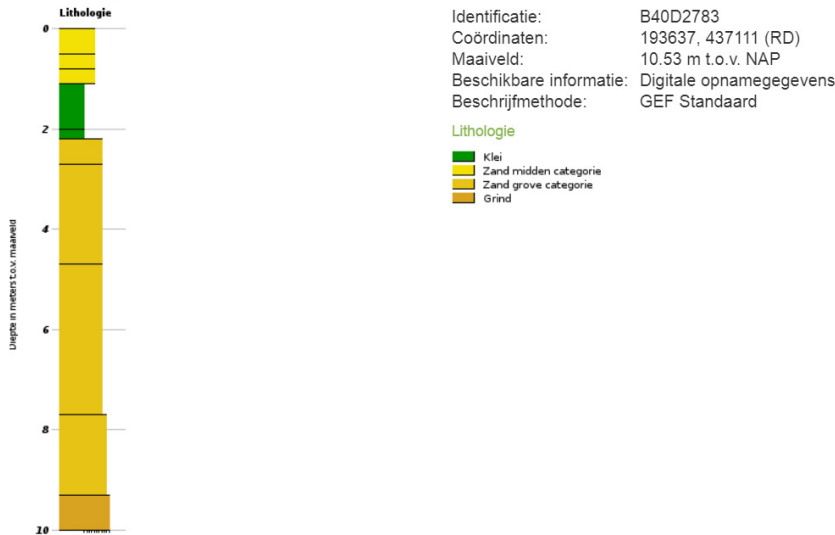 Lithologie
0
2
4
6
8
10
Diepte in meters t.o.v. maaiveld
Identificatie: B40D2783
Coördinaten: 193637, 437111 (RD)
Maaiveld: 10.53 m t.o.v. NAP
Beschikbare informatie: Digitale opnamegegevens
Beschrijfmethode: GEF Standaard
Lithologie
Klei
Zand midden categorie
Zand grove categorie
Grind